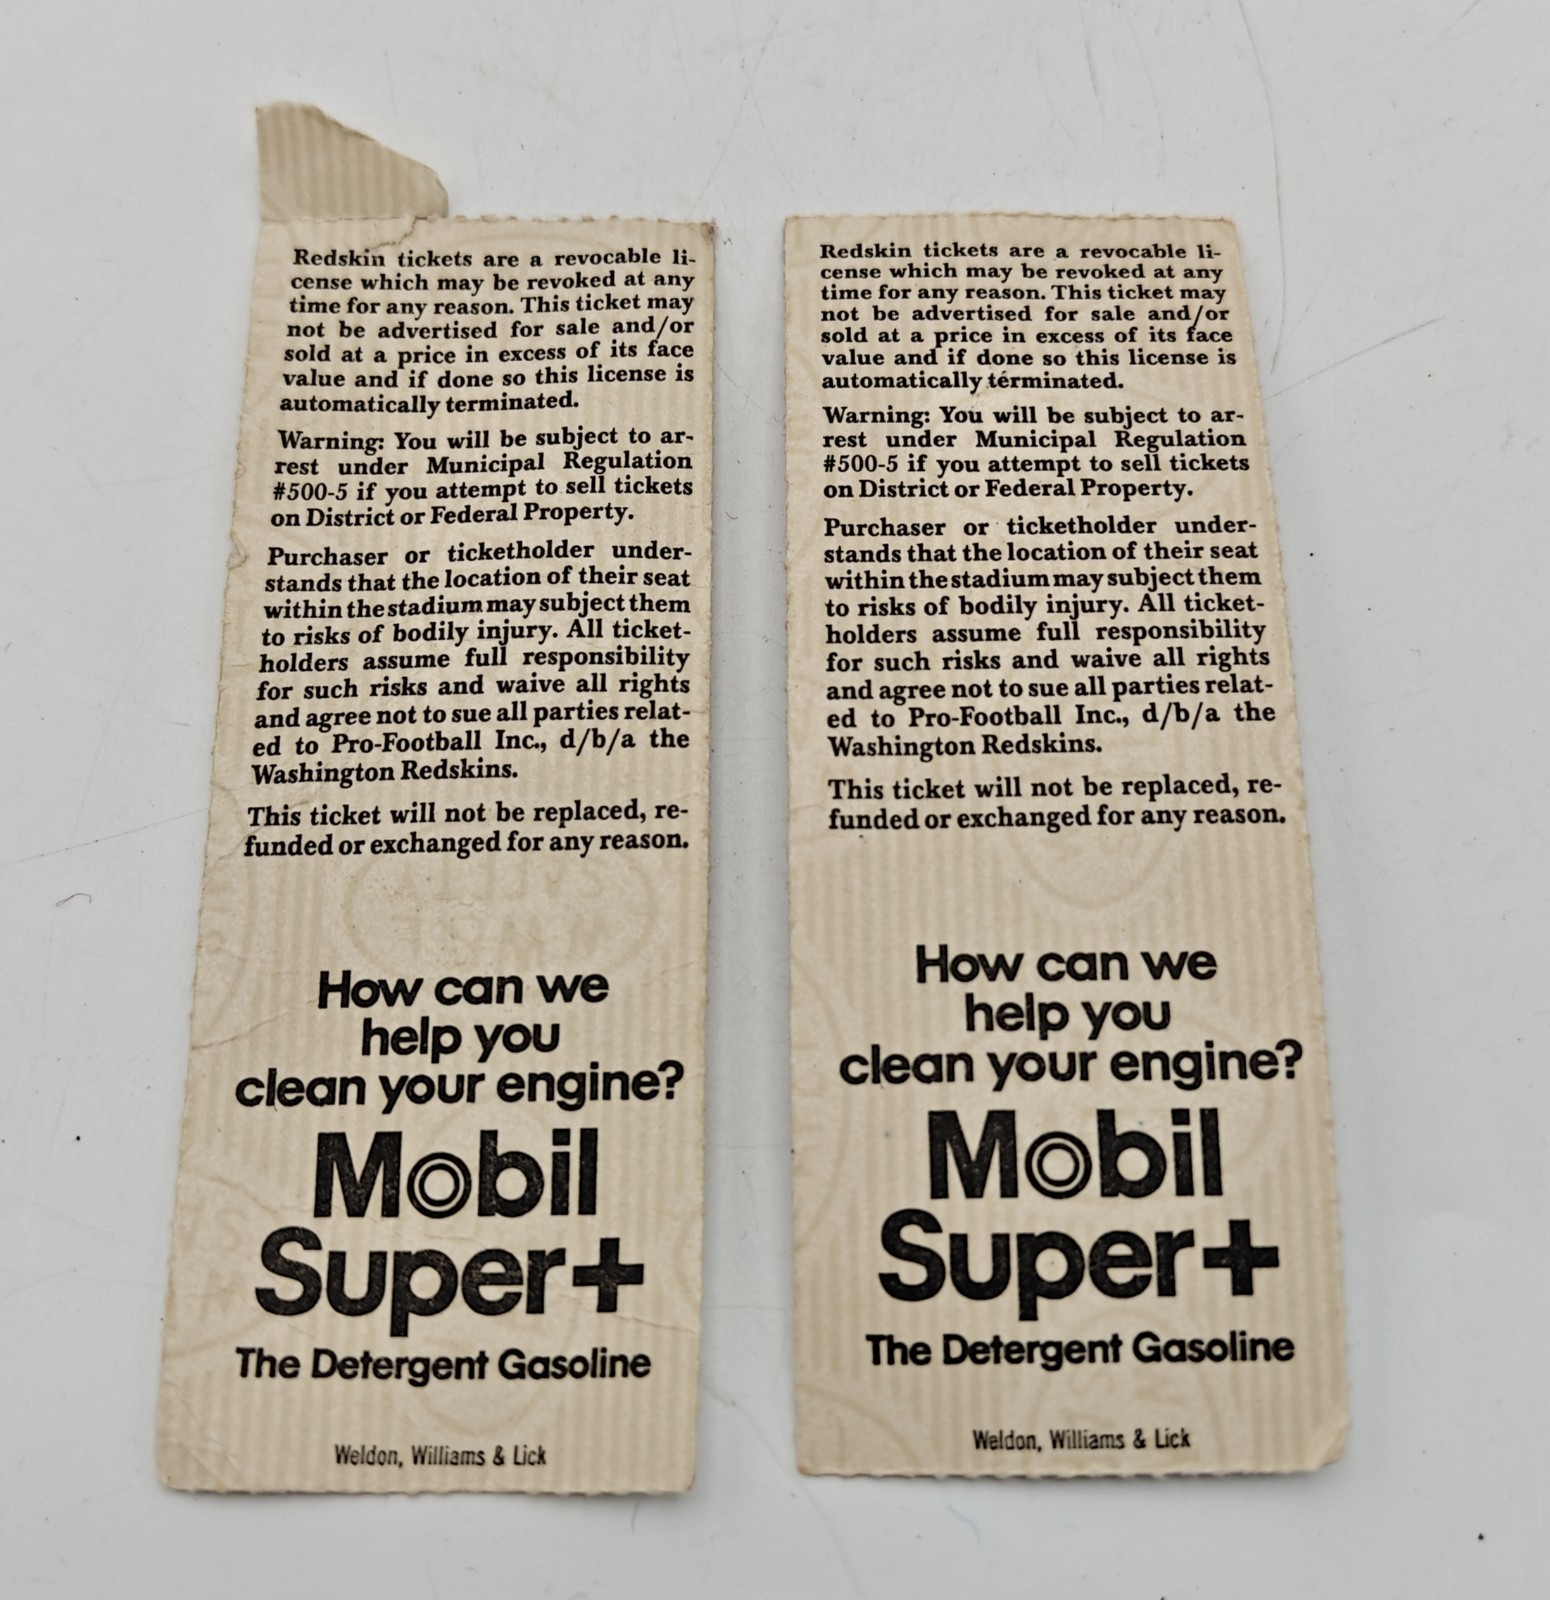 Redskin tickets are a revocable li-
cense which may be revoked at any
time for any reason. This ticket may
not be advertised for sale and/or
sold at a price in excess of its face
value and if done so this license is
automatically terminated.
Warning: You will be subject to ar-
rest under Municipal Regulation
#500-5 if you attempt to sell tickets
on District or Federal Property.
Purchaser or ticketholder under-
stands that the location of their seat
within the stadium may subject them
to risks of bodily injury. All ticket-
holders assume full responsibility
for such risks and waive all rights
and agree not to sue all parties relat-
ed to Pro-Football Inc., d/b/a the
Washington Redskins.
This ticket will not be replaced, re-
funded or exchanged for any reason.
How can we
help you
clean your engine?
Mobil
Super+
The Detergent Gasoline
Weldon, Williams & Lick
Redskin tickets are a revocable li-
cense which may be revoked at any
time for any reason. This ticket may
not be advertised for sale and/or
sold at a price in excess of its face
value and if done so this license is
automatically terminated.
Warning: You will be subject to ar-
rest under Municipal Regulation
#500-5 if you attempt to sell tickets
on District or Federal Property.
Purchaser or ticketholder under-
stands that the location of their seat
within the stadium may subject them
to risks of bodily injury. All ticket-
holders assume full responsibility
for such risks and waive all rights
and agree not to sue all parties relat-
ed to Pro-Football Inc., d/b/a the
Washington Redskins.
This ticket will not be replaced, re-
funded or exchanged for any reason.
How can we
help you
clean your engine?
Mobil
Super+
The Detergent Gasoline
Weldon, Williams & Lick